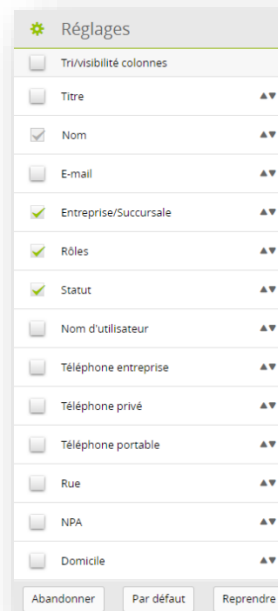 Réglages
Tri/visibilité colonnes
Titre
Nom
E-mail
Entreprise/Succursale
Rôles
Statut
Nom d'utilisateur
Téléphone entreprise
Téléphone privé
Téléphone portable
Rue
NPA
Domicile
Abandonner Par défaut Reprendre